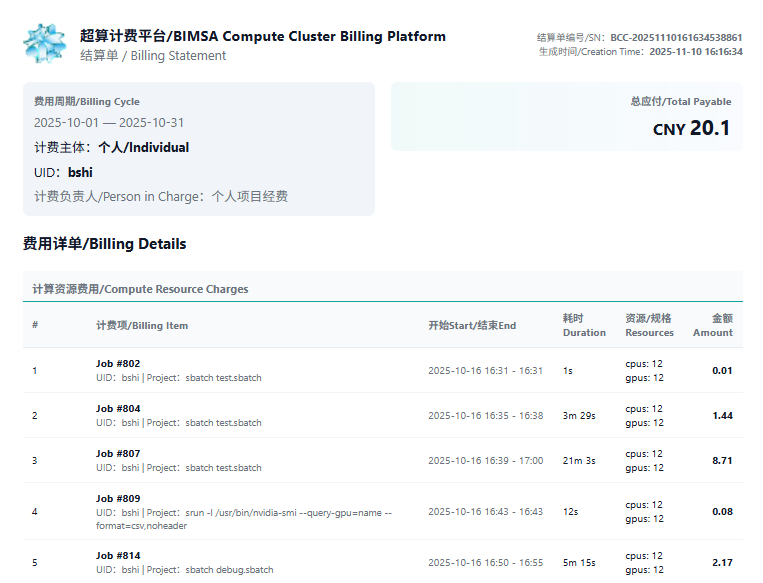 超算计费平台/BIMSA Compute Cluster Billing Platform
结算单 / Billing Statement
结算单编号/SN：BCC-20251110161634538861
生成时间/Creation Time：2025-11-10 16:16:34
费用周期/Billing Cycle
2025-10-01 — 2025-10-31
计费主体：个人/Individual
UID：bshi
计费负责人/Person in Charge：个人项目经费
总应付/Total Payable
CNY 20.1
费用详单/Billing Details
计算资源费用/Compute Resource Charges
# 计费项/Billing Item 开始Start/结束End 耗时 Duration 资源/规格 Resources 金额 Amount
1 Job #802 2025-10-16 16:31 - 16:31 1s cpus: 12 gpus: 12 0.01
UID：bshi | Project：sbatch test.sbatch
2 Job #804 2025-10-16 16:35 - 16:38 3m 29s cpus: 12 gpus: 12 1.44
UID：bshi | Project：sbatch test.sbatch
3 Job #807 2025-10-16 16:39 - 17:00 21m 3s cpus: 12 gpus: 12 8.71
UID：bshi | Project：sbatch test.sbatch
4 Job #809 2025-10-16 16:43 - 16:43 12s cpus: 12 gpus: 12 0.08
UID：bshi | Project：srun -l /usr/bin/nvidia-smi --query-gpu=name --
format=csv,noheader
5 Job #814 2025-10-16 16:50 - 16:55 5m 15s cpus: 12 gpus: 12 2.17
UID：bshi | Project：sbatch debug.sbatch